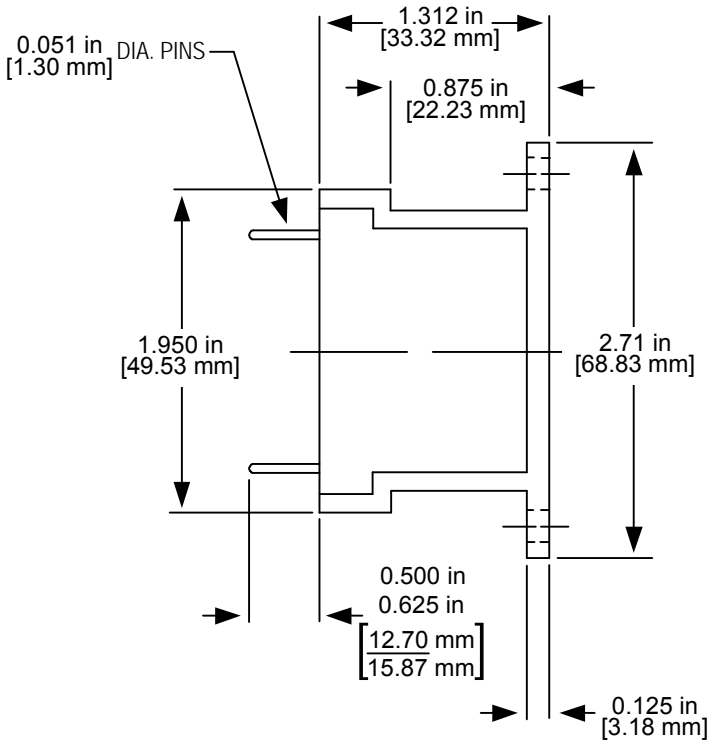 1.312 in
[33.32 mm]
0.051 in DIA. PINS
[1.30 mm]
0.875 in
[22.23 mm]
1.950 in
[49.53 mm]
2.71 in
[68.83 mm]
0.500 in
0.625 in
[12.70 mm
15.87 mm]
0.125 in
[3.18 mm]